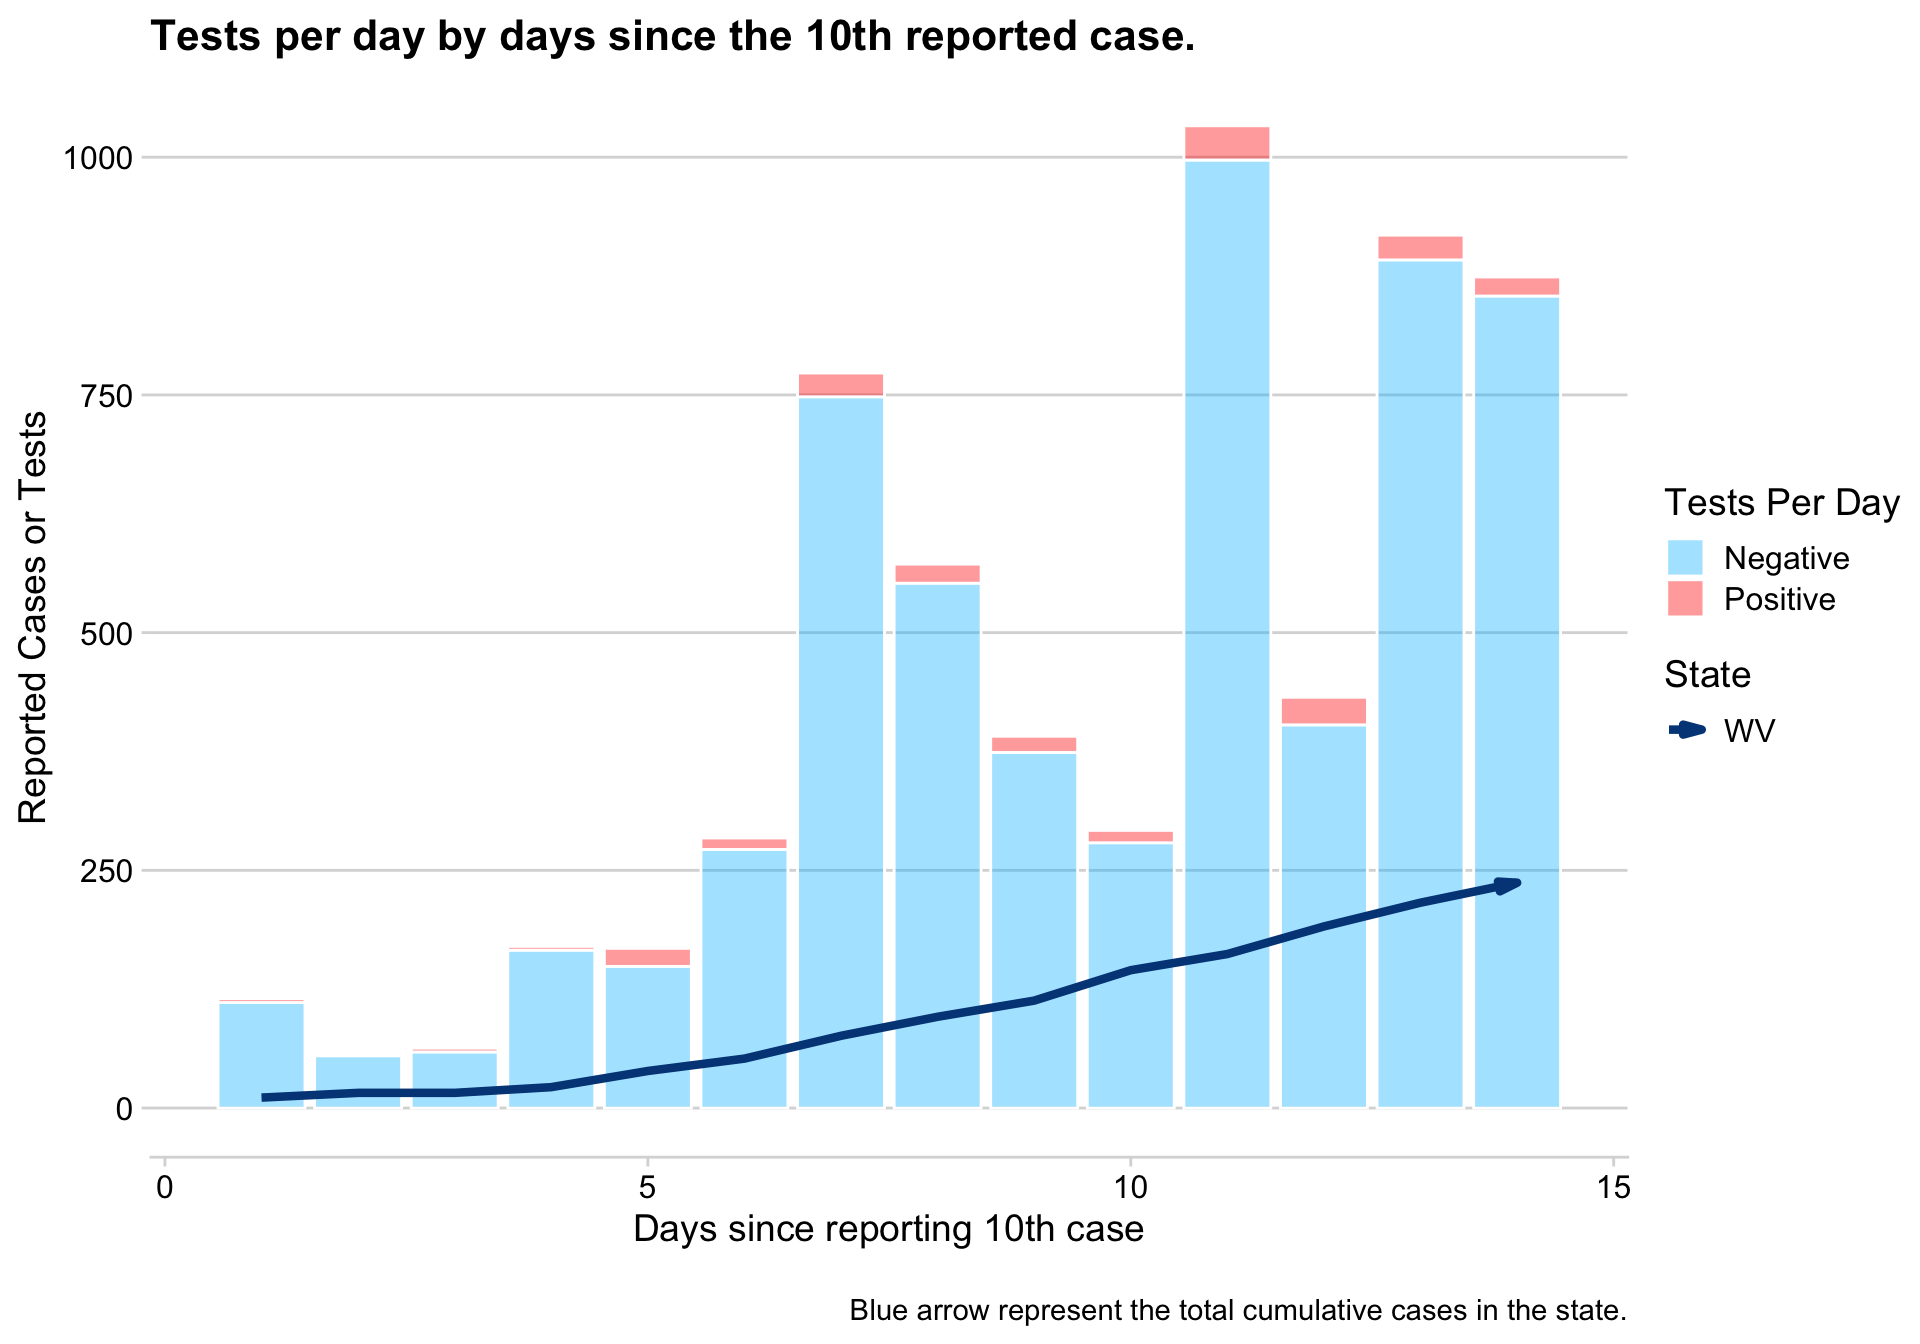 Tests per day by days since the 10th reported case.
1000
750
500
250
0
Reported Cases or Tests
0 5 10 15
Days since reporting 10th case
Tests Per Day
Negative
Positive
State
WV
Blue arrow represent the total cumulative cases in the state.